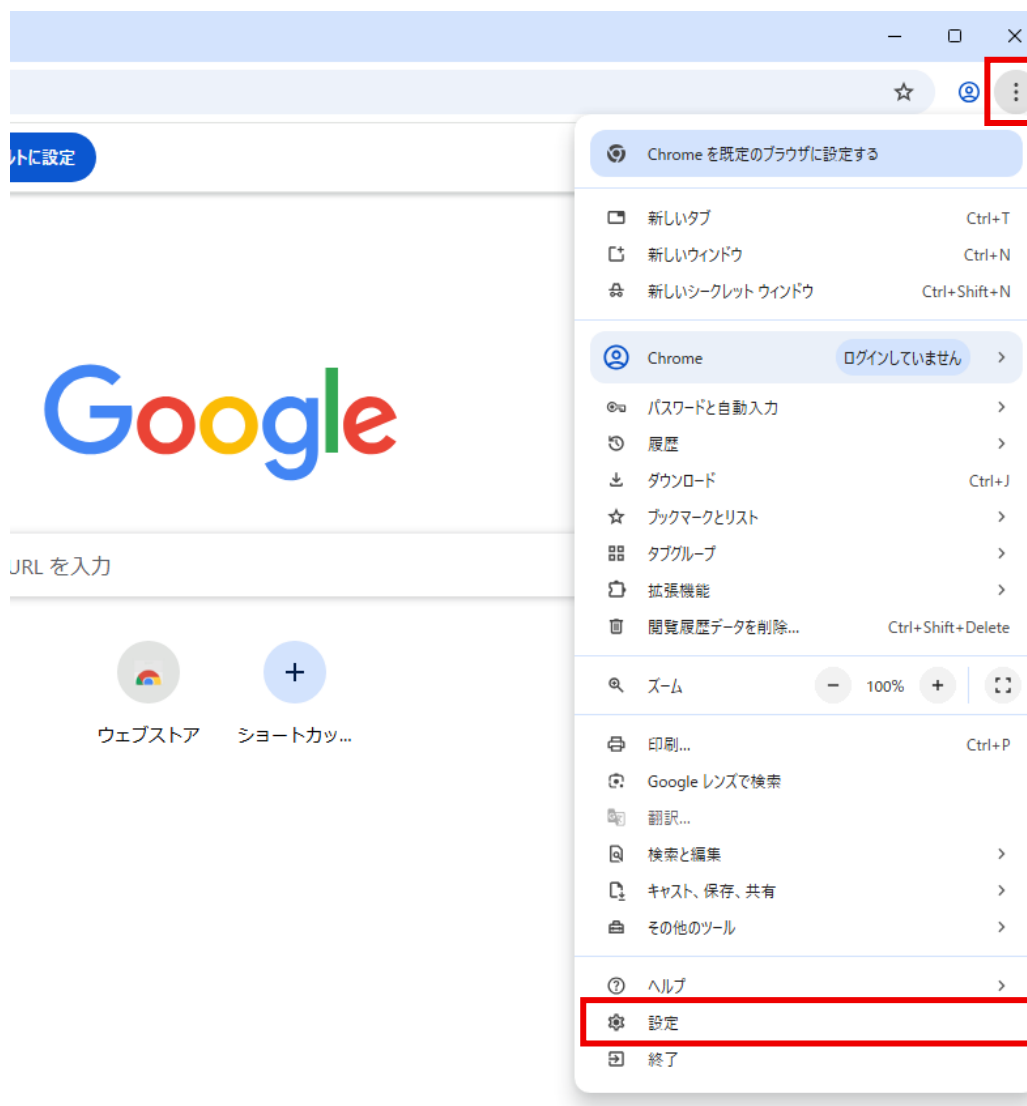 トに設定
Chrome を既定のブラウザに設定する
新しいタブ Ctrl+T
新しいウィンドウ Ctrl+N
新しいシークレット ウィンドウ Ctrl+Shift+N
Chrome ログインしていません
パスワードと自動入力
履歴
ダウンロード Ctrl+J
ブックマークとリスト
タブグループ
拡張機能
閲覧履歴データを削除... Ctrl+Shift+Delete
ズーム − 100% +
印刷... Ctrl+P
Google レンズで検索
翻訳...
検索と編集
キャスト、保存、共有
その他のツール
ヘルプ
設定
終了
Google
URL を入力
ウェブストア ショートカッ...